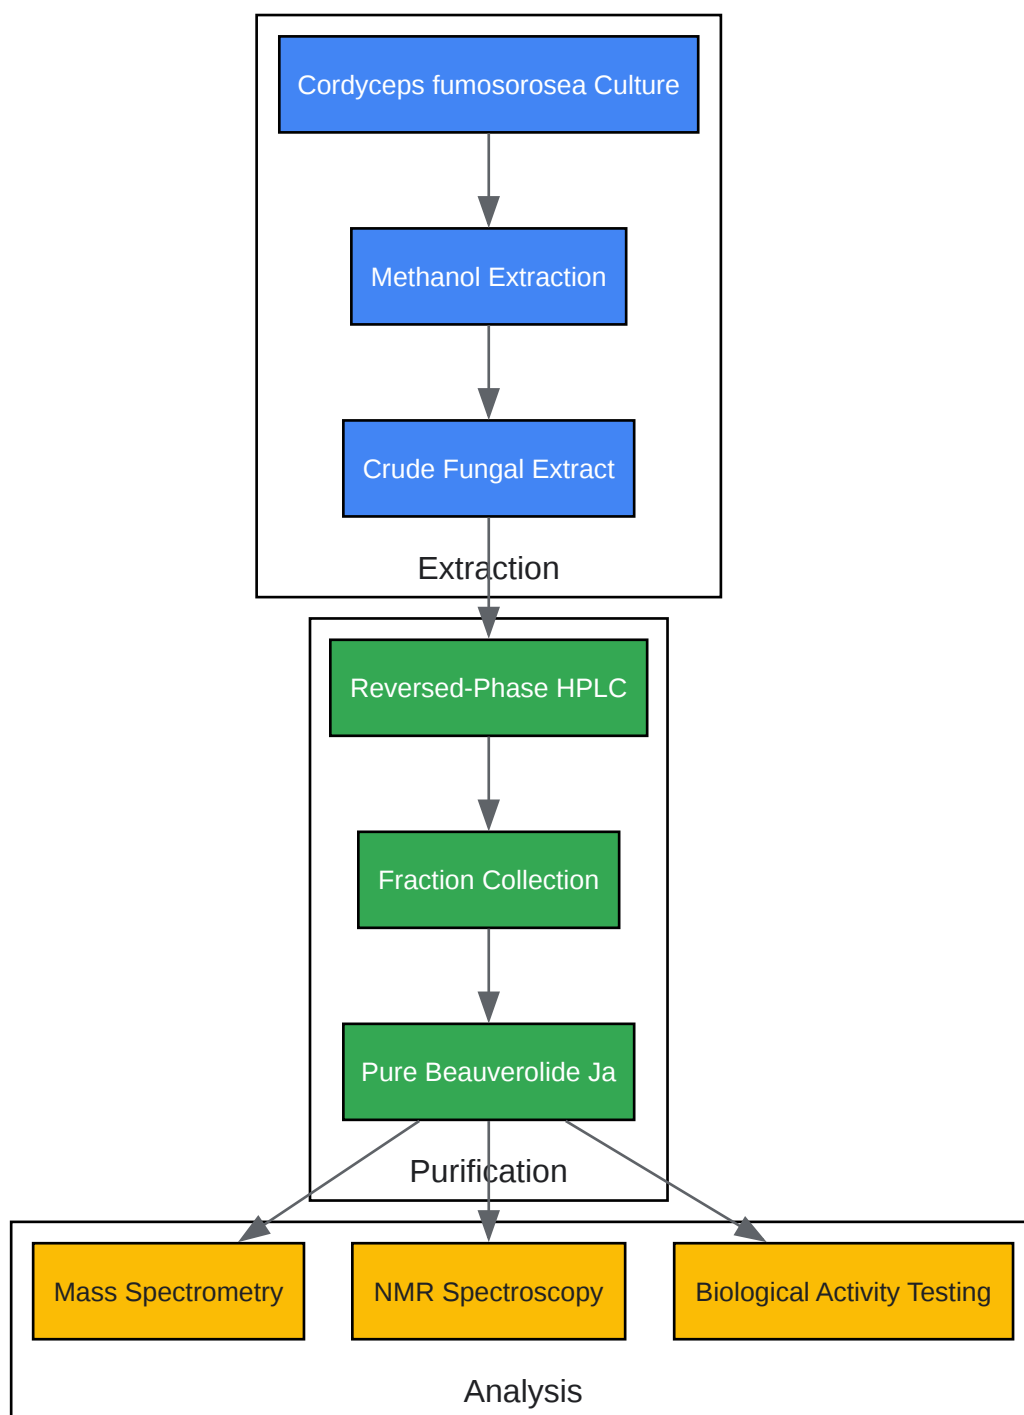 Cordyceps fumosorosea Culture
Methanol Extraction
Crude Fungal Extract
Extraction
Reversed-Phase HPLC
Fraction Collection
Pure Beauverolide Ja
Purification
Mass Spectrometry
NMR Spectroscopy
Biological Activity Testing
Analysis